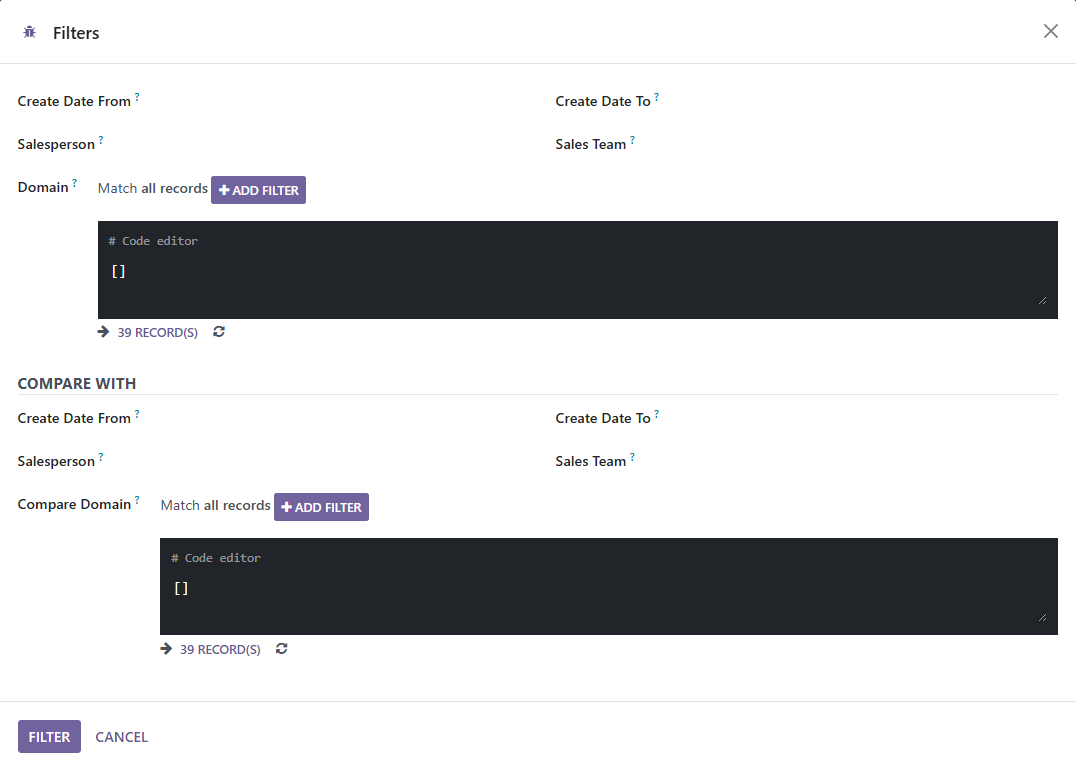 Filters
Create Date From ? Create Date To ?
Salesperson ? Sales Team ?
Domain ? Match all records ADD FILTER
# Code editor
[]
39 RECORD(S)
COMPARE WITH
Create Date From ? Create Date To ?
Salesperson ? Sales Team ?
Compare Domain ? Match all records ADD FILTER
# Code editor
[]
39 RECORD(S)
FILTER CANCEL